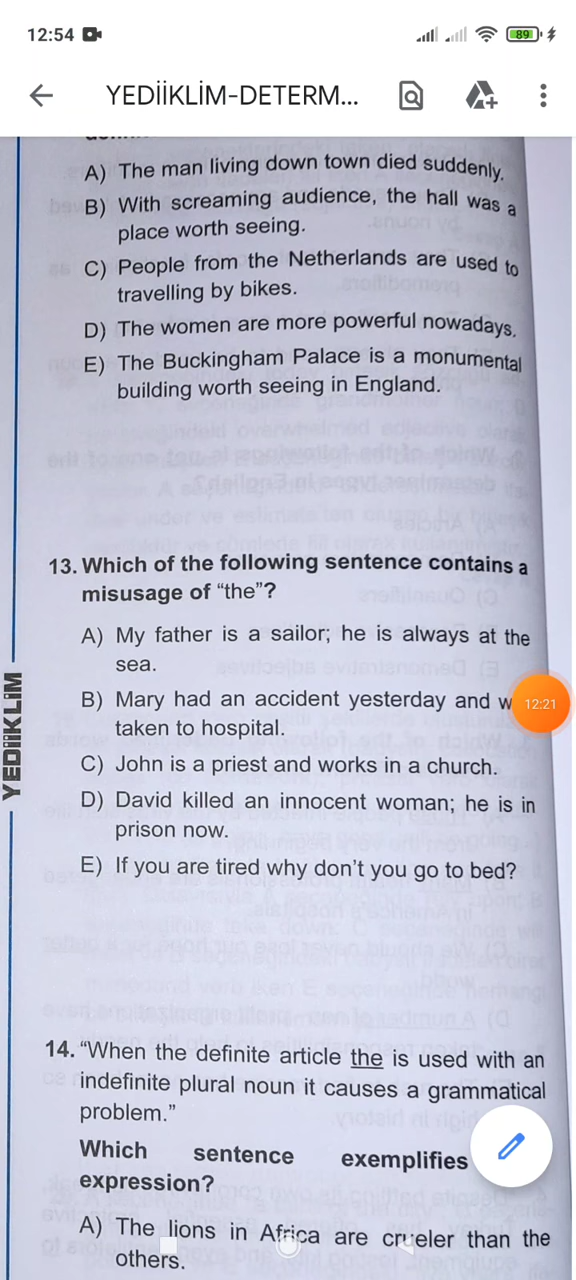 12:54
89
YEDİİKLİM-DETERM...
A) The man living down town died suddenly.
B) With screaming audience, the hall was a
place worth seeing.
C) People from the Netherlands are used to
travelling by bikes.
D) The women are more powerful nowadays.
E) The Buckingham Palace is a monumental
building worth seeing in England.
13. Which of the following sentence contains a
misusage of “the”?
A) My father is a sailor; he is always at the
sea.
B) Mary had an accident yesterday and w
12:21
taken to hospital.
C) John is a priest and works in a church.
D) David killed an innocent woman; he is in
prison now.
E) If you are tired why don’t you go to bed?
YEDİİKLİM
14. “When the definite article the is used with an
indefinite plural noun it causes a grammatical
problem.”
Which sentence exemplifies
expression?
A) The lions in Africa are crueler than the
others.